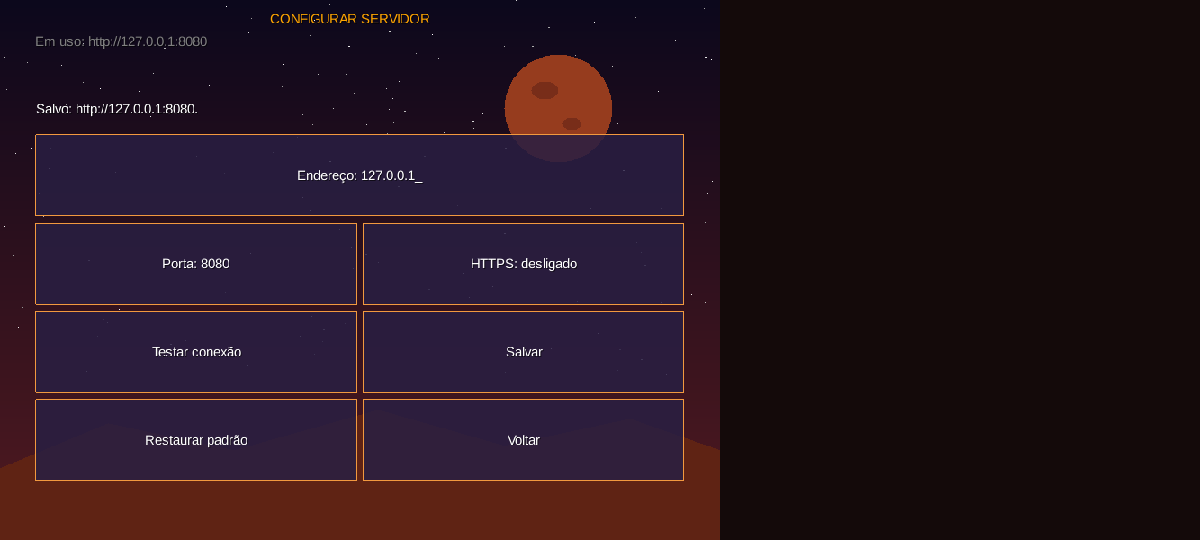 CONFIGURAR SERVIDOR
Em uso: http://127.0.0.1:8080
Salvo: http://127.0.0.1:8080.
Endereço: 127.0.0.1_
Porta: 8080
HTTPS: desligado
Testar conexão
Salvar
Restaurar padrão
Voltar